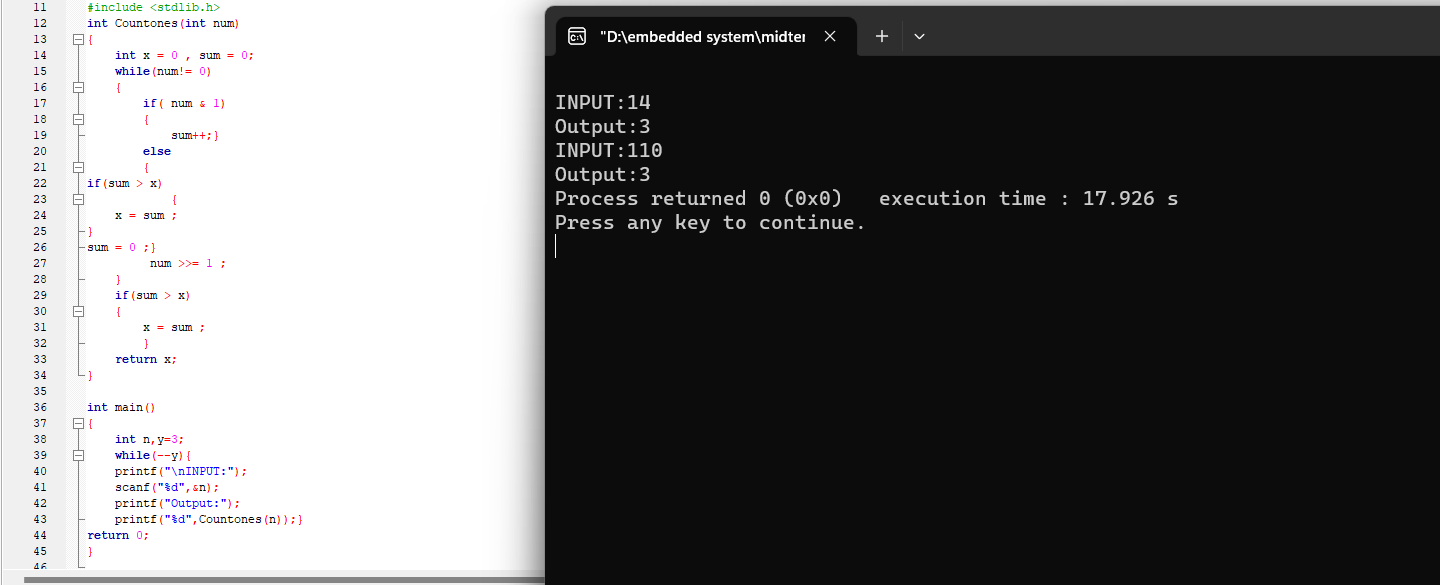 11 #include <stdlib.h>
12 int Countones(int num)
13 {
14 int x = 0 , sum = 0;
15 while(num!= 0)
16 {
17 if( num & 1)
18 {
19 sum++;}
20 else
21 {
22 if(sum > x)
23 {
24 x = sum ;
25 }
26 sum = 0 ;}
27 num >>= 1 ;
28 }
29 if(sum > x)
30 {
31 x = sum ;
32 }
33 return x;
34 }
35
36 int main()
37 {
38 int n,y=3;
39 while(--y){
40 printf("\nINPUT:");
41 scanf("%d",&n);
42 printf("Output:");
43 printf("%d",Countones(n));}
44 return 0;
45 }
46
"D:\embedded system\midter
INPUT:14
Output:3
INPUT:110
Output:3
Process returned 0 (0x0) execution time : 17.926 s
Press any key to continue.